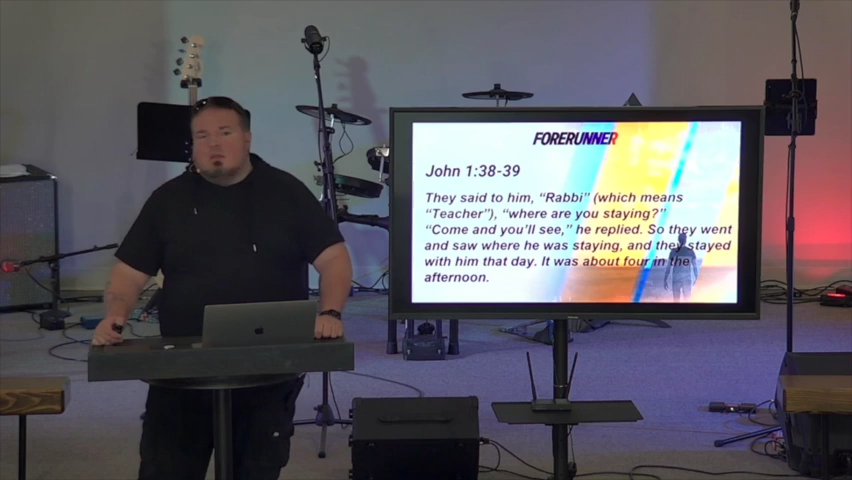 FORERUNNER
John 1:38-39
They said to him, “Rabbi” (which means
“Teacher”), “where are you staying?”
“Come and you’ll see,” he replied. So they went
and saw where he was staying, and they stayed
with him that day. It was about four in the
afternoon.